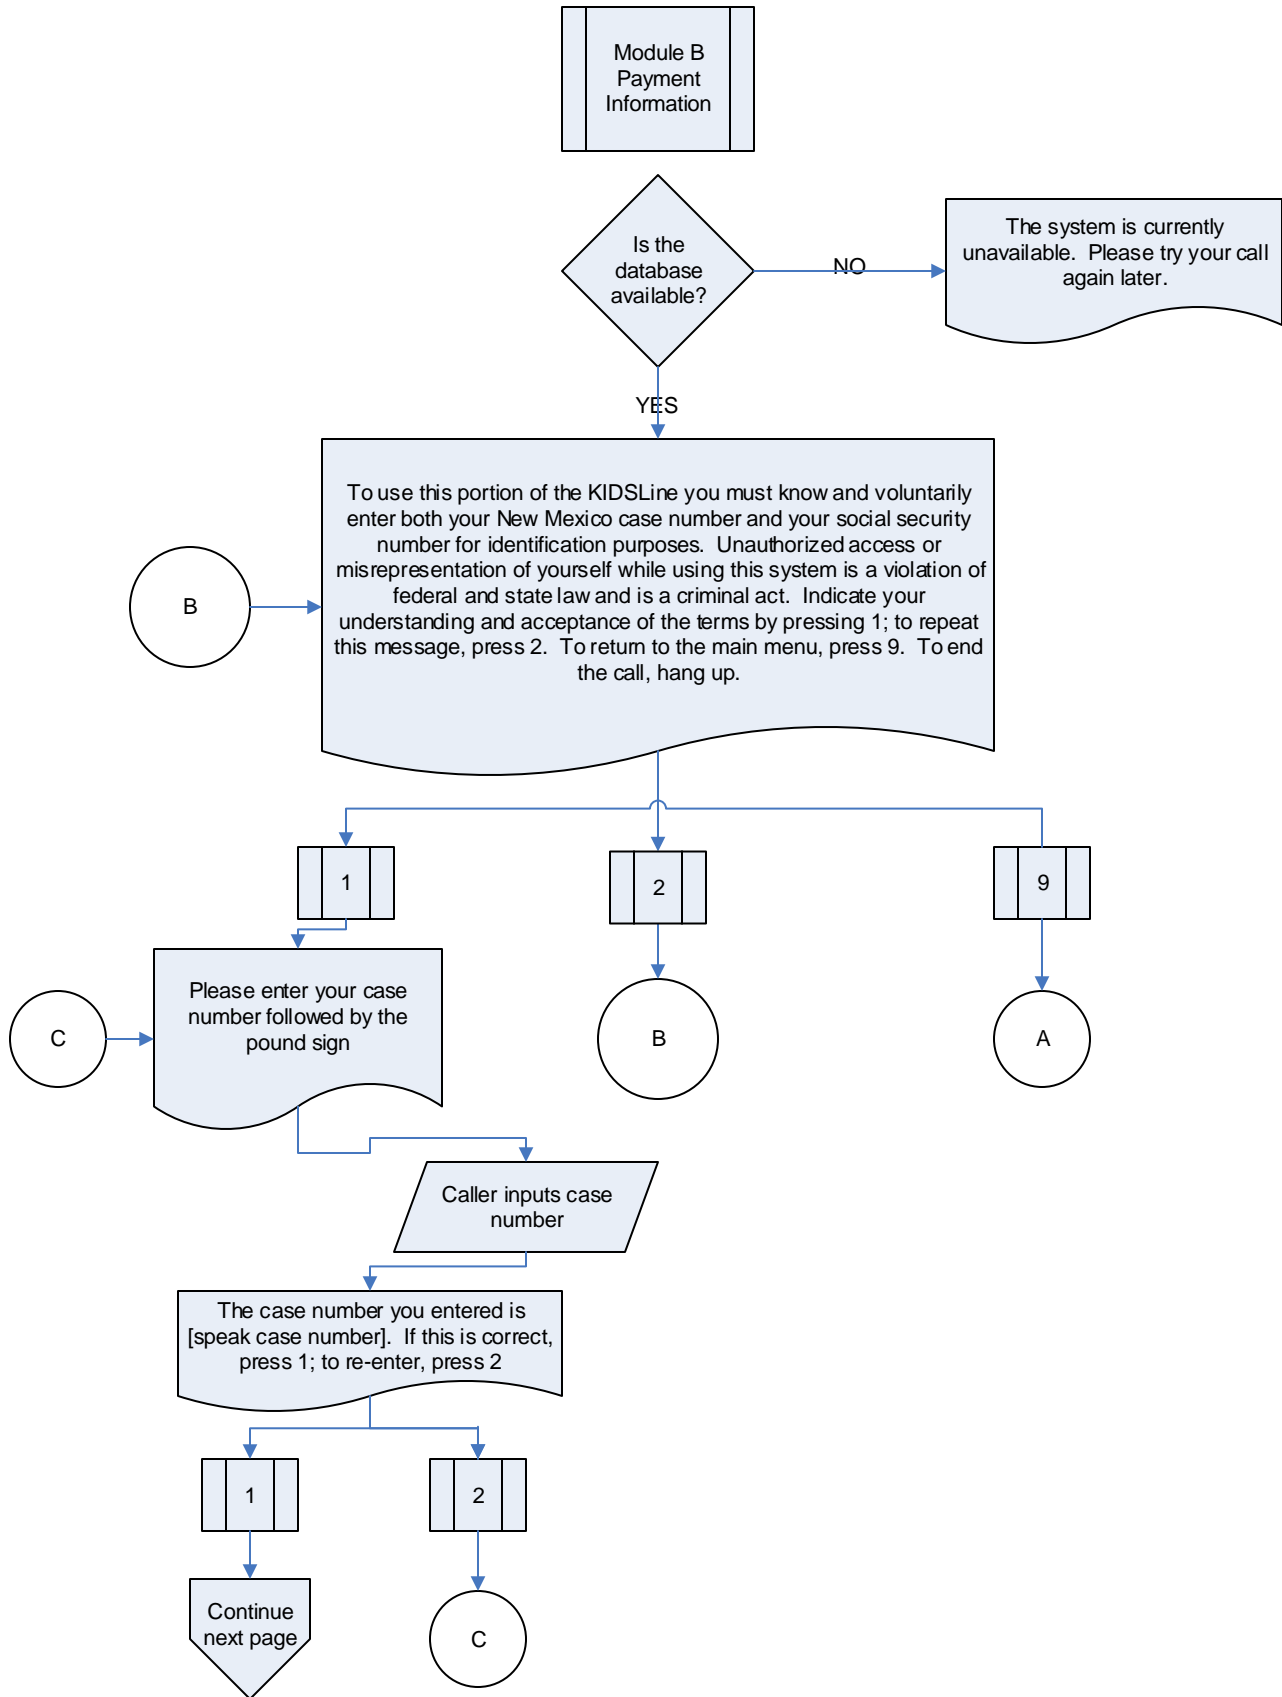 Module B
Payment
Information
Is the
database
available?
NO
The system is currently
unavailable. Please try your call
again later.
YES
To use this portion of the KIDSLine you must know and voluntarily
enter both your New Mexico case number and your social security
number for identification purposes. Unauthorized access or
misrepresentation of yourself while using this system is a violation of
federal and state law and is a criminal act. Indicate your
understanding and acceptance of the terms by pressing 1; to repeat
this message, press 2. To return to the main menu, press 9. To end
the call, hang up.
B
1
2
9
Please enter your case
number followed by the
pound sign
C
B
A
Caller inputs case
number
The case number you entered is
[speak case number]. If this is correct,
press 1; to re-enter, press 2
1
2
Continue
next page
C